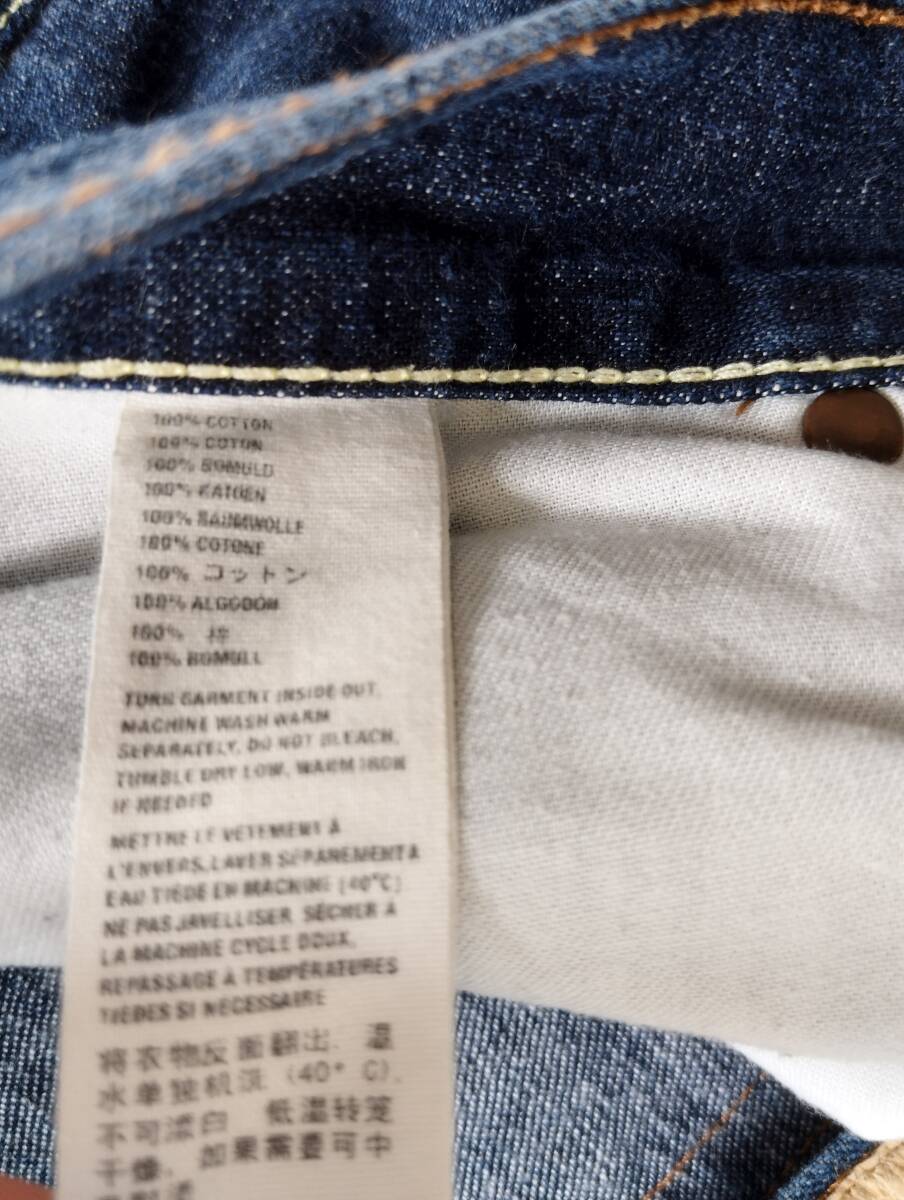 100% COTTON
100% COTON
100% BOMULD
100% KATOEN
100% BAUMWOLLE
100% COTONE
100% コットン
100% ALGODON
100% 棉
100% BOMULL
TURN GARMENT INSIDE OUT,
MACHINE WASH WARM
SEPARATELY, DO NOT BLEACH,
TUMBLE DRY LOW, WARM IRON
IF NEEDED
METTRE LE VETEMENT À
L'ENVERS, LAVER SÉPARÉMENT À
EAU TIÈDE EN MACHINE (40°C)
NE PAS JAVELLISER, SÉCHER À
LA MACHINE CYCLE DOUX,
REPASSAGE À TEMPÉRATURES
TIEDES SI NECESSAIRE
将衣物反面翻出, 温
水单独机洗 (40° C),
不可漂白, 低温转笼
干燥, 如果需要可中